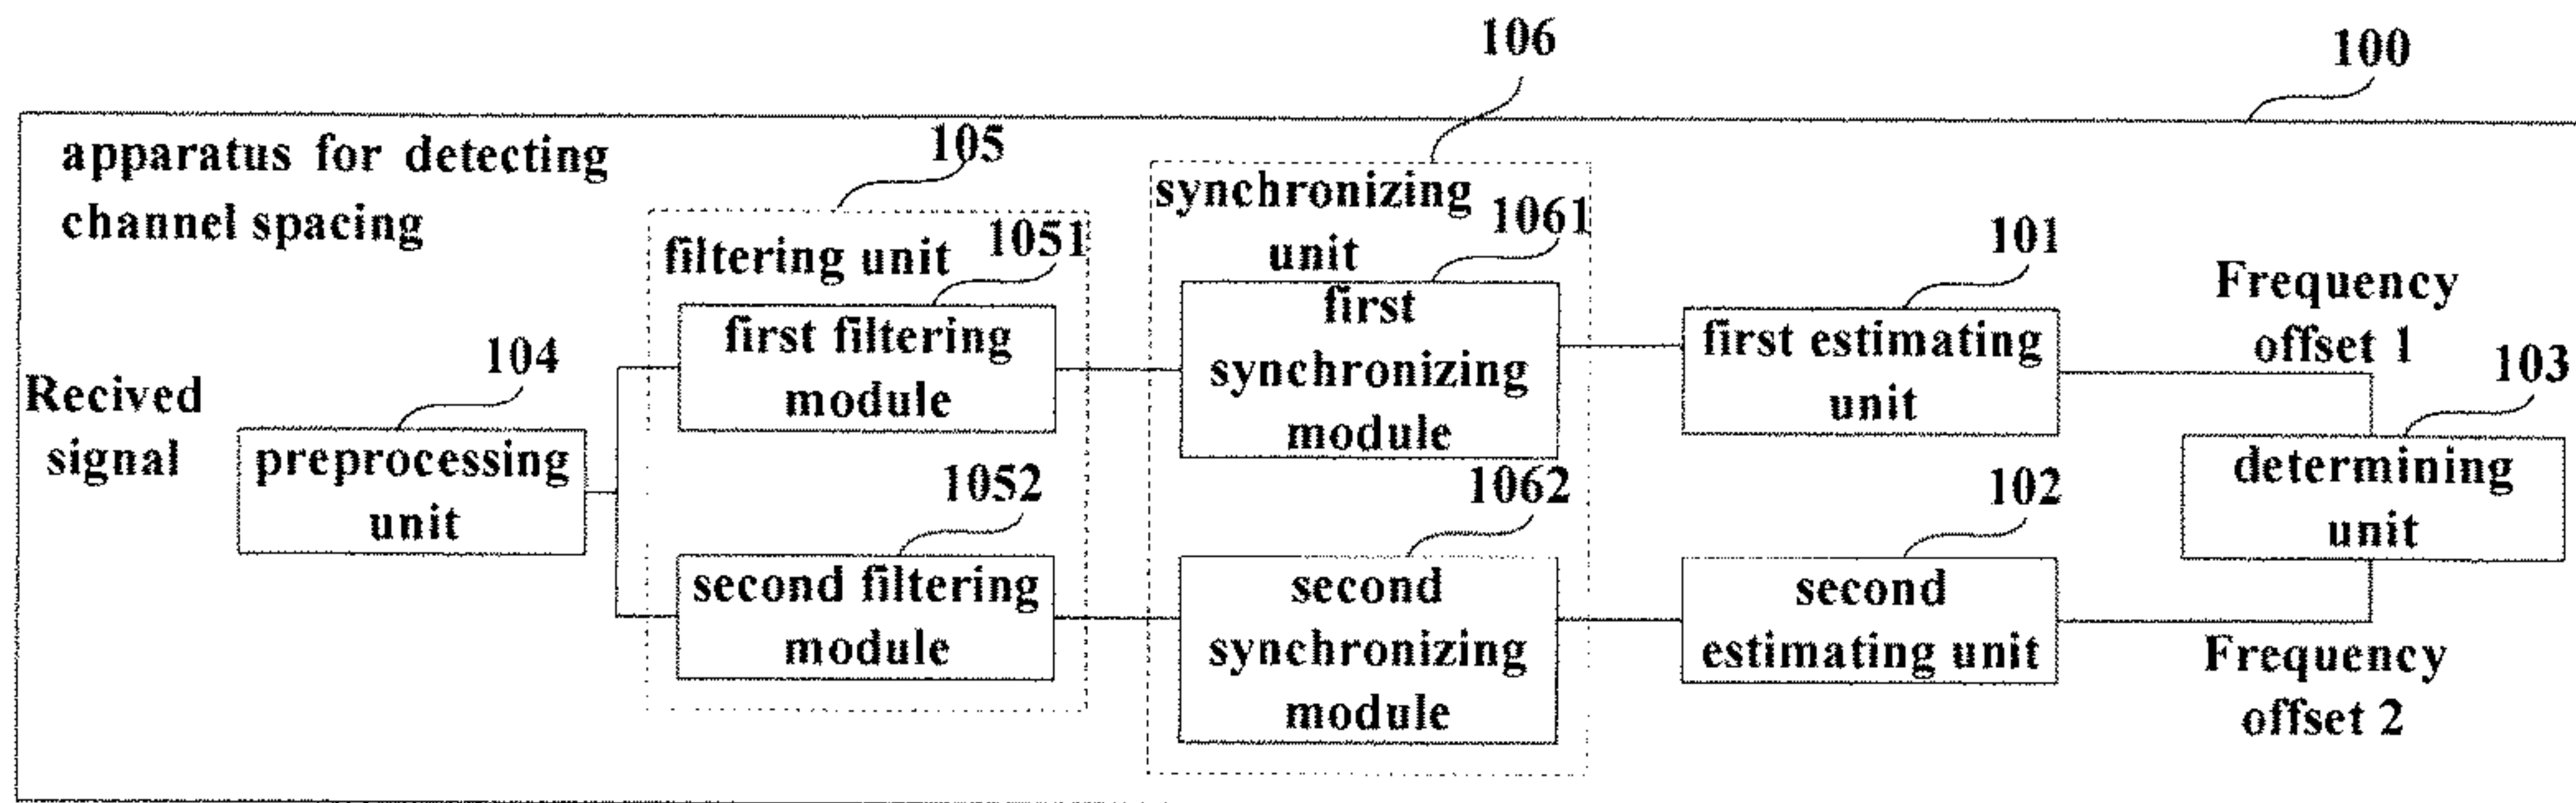 106
100
apparatus for detecting
channel spacing
105
synchronizing
unit
1061
filtering unit
1051
101
Frequency
offset 1
first filtering
module
first
synchronizing
module
first estimating
unit
103
104
Recived
signal
preprocessing
unit
determining
unit
1052
1062
102
second filtering
module
second
synchronizing
module
second
estimating unit
Frequency
offset 2